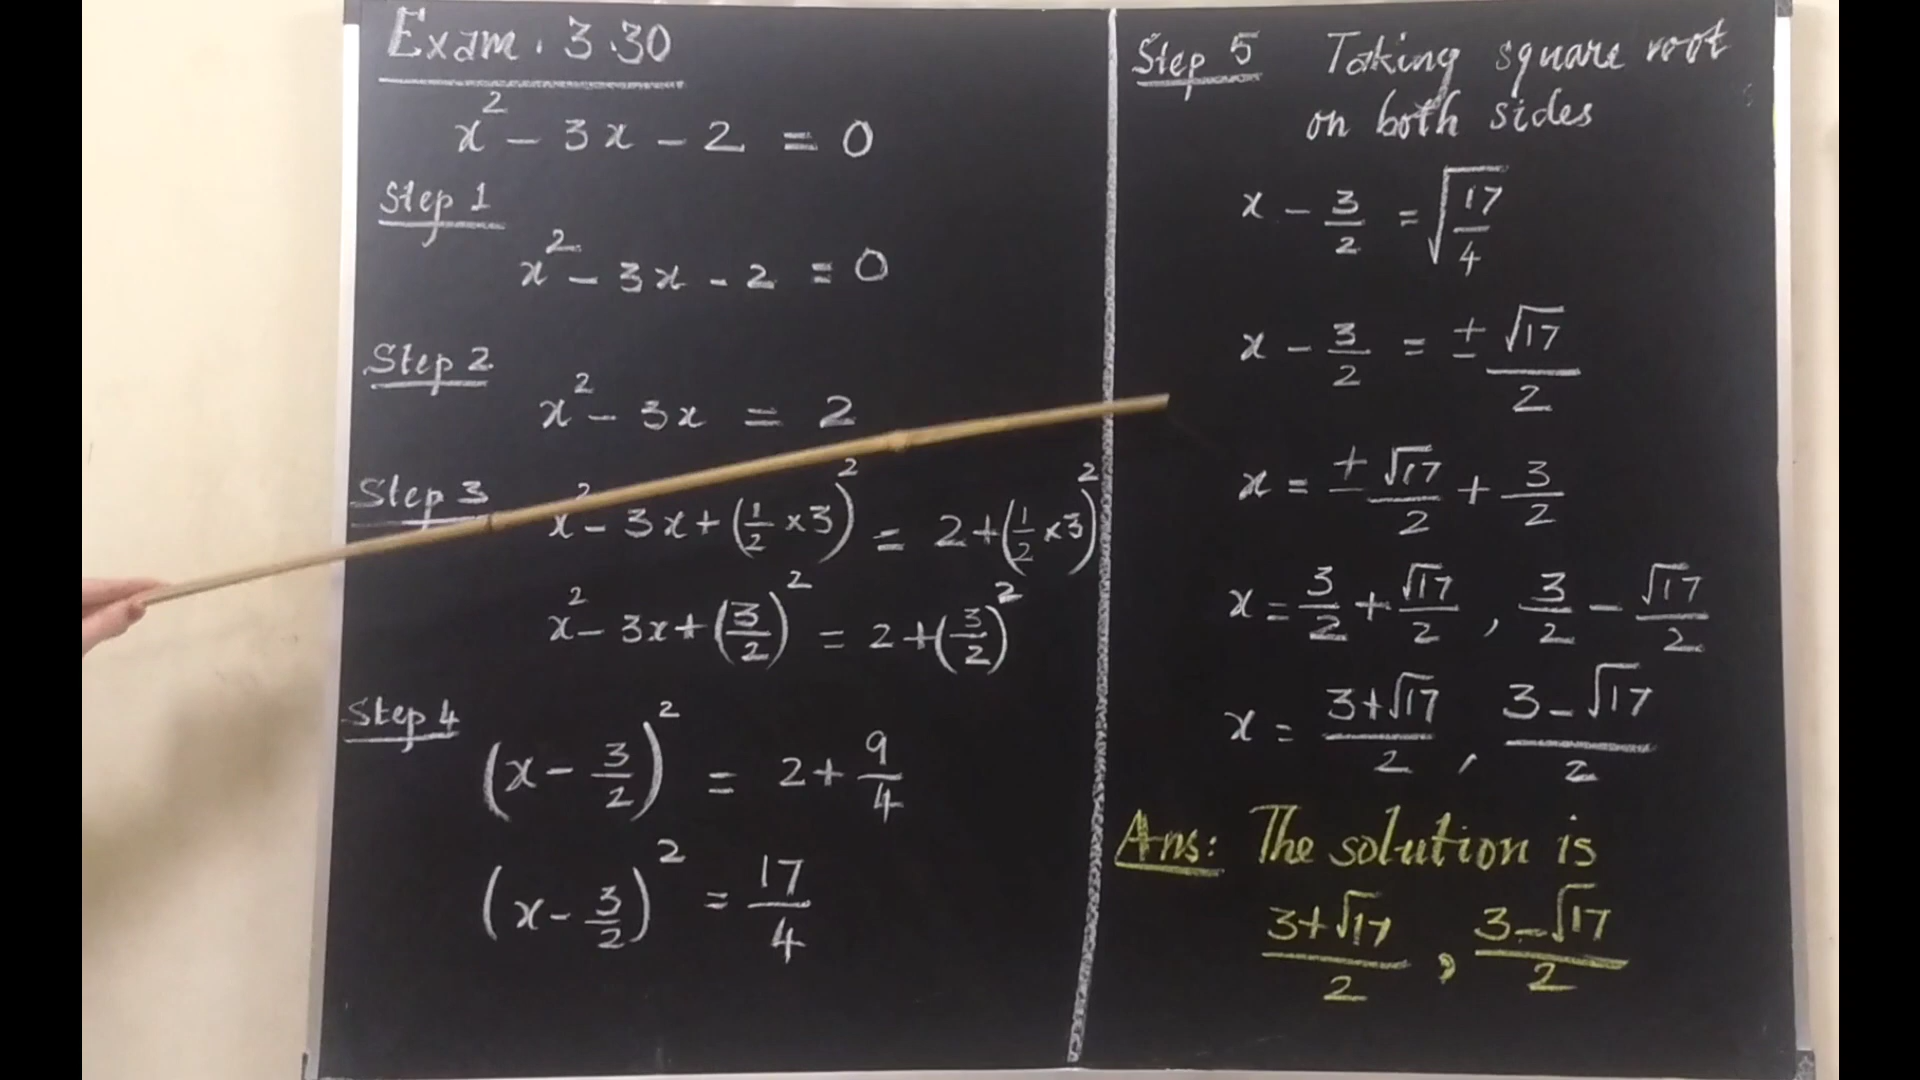 Exam. 3.30
x² - 3x - 2 = 0
Step 1
x² - 3x - 2 = 0
Step 2
x² - 3x = 2
Step 3
x² - 3x + (1/2 × 3)² = 2 + (1/2 × 3)²
x² - 3x + (3/2)² = 2 + (3/2)²
Step 4
(x - 3/2)² = 2 + 9/4
(x - 3/2)² = 17/4
Step 5 Taking square root
on both sides
x - 3/2 = √(17/4)
x - 3/2 = ± √17/2
x = ± √17/2 + 3/2
x = 3/2 + √17/2 , 3/2 - √17/2
x = (3+√17)/2 , (3-√17)/2
Ans: The solution is
(3+√17)/2 , (3-√17)/2